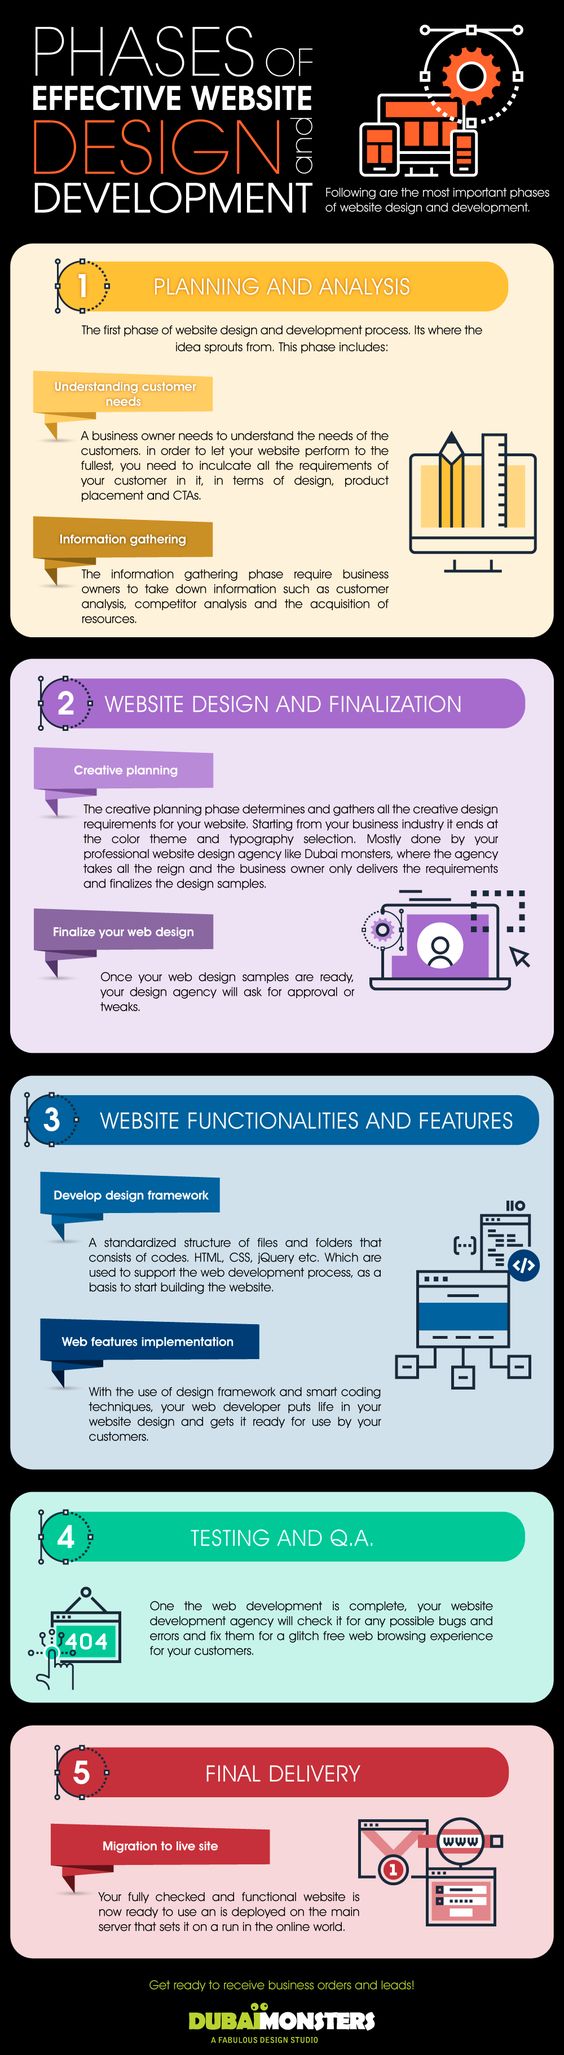 PHASES OF
EFFECTIVE WEBSITE
DESIGN and
DEVELOPMENT
Following are the most important phases
of website design and development.
1
PLANNING AND ANALYSIS
The first phase of website design and development process. Its where the
idea sprouts from. This phase includes:
Understanding customer
needs
A business owner needs to understand the needs of the
customers. in order to let your website perform to the
fullest, you need to inculcate all the requirements of
your customer in it, in terms of design, product
placement and CTAs.
Information gathering
The information gathering phase require business
owners to take down information such as customer
analysis, competitor analysis and the acquisition of
resources.
2
WEBSITE DESIGN AND FINALIZATION
Creative planning
The creative planning phase determines and gathers all the creative design
requirements for your website. Starting from your business industry it ends at
the color theme and typography selection. Mostly done by your
professional website design agency like Dubai monsters, where the agency
takes all the reign and the business owner only delivers the requirements
and finalizes the design samples.
Finalize your web design
Once your web design samples are ready,
your design agency will ask for approval or
tweaks.
3
WEBSITE FUNCTIONALITIES AND FEATURES
Develop design framework
A standardized structure of files and folders that
consists of codes. HTML, CSS, jQuery etc. Which are
used to support the web development process, as a
basis to start building the website.
IIO
{...}
</>
Web features implementation
With the use of design framework and smart coding
techniques, your web developer puts life in your
website design and gets it ready for use by your
customers.
4
TESTING AND Q.A.
404
One the web development is complete, your website
development agency will check it for any possible bugs and
errors and fix them for a glitch free web browsing experience
for your customers.
5
FINAL DELIVERY
Migration to live site
www
1
Your fully checked and functional website is
now ready to use an is deployed on the main
server that sets it on a run in the online world.
Get ready to receive business orders and leads!
DUBAIMONSTERS
A FABULOUS DESIGN STUDIO